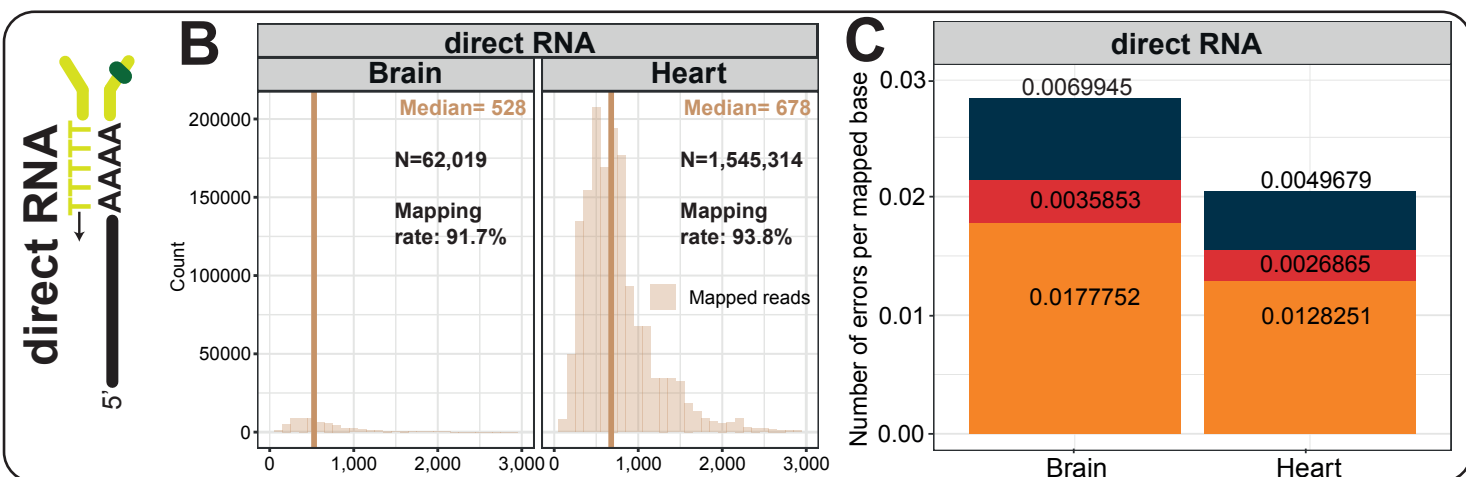 direct RNA
TTTTT
AAAA
5'
B
direct RNA
Brain
Heart
Count
200000
150000
100000
50000
0
Median= 528
N=62,019
Mapping
rate: 91.7%
Median= 678
N=1,545,314
Mapping
rate: 93.8%
Mapped reads
0
1,000
2,000
3,000
0
1,000
2,000
3,000
C
direct RNA
Number of errors per mapped base
0.03
0.02
0.01
0.00
0.0069945
0.0035853
0.0177752
0.0049679
0.0026865
0.0128251
Brain
Heart